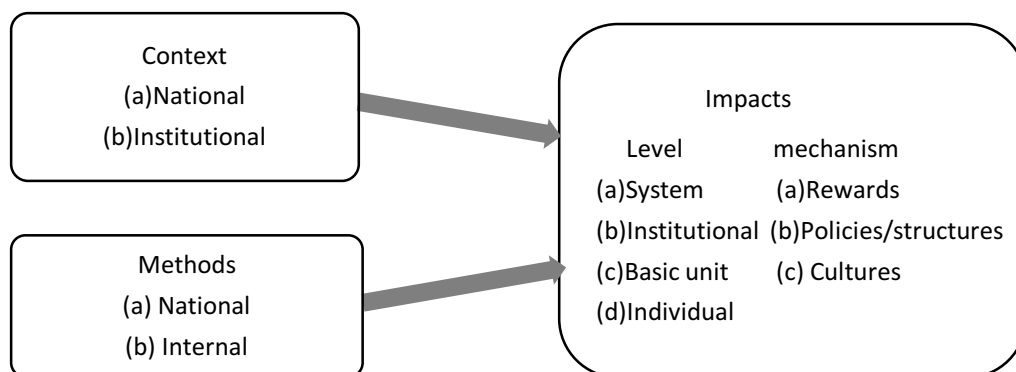 Context
(a)National
(b)Institutional
Methods
(a) National
(b) Internal
Impacts
Level mechanism
(a)System (a)Rewards
(b)Institutional (b)Policies/structures
(c)Basic unit (c) Cultures
(d)Individual